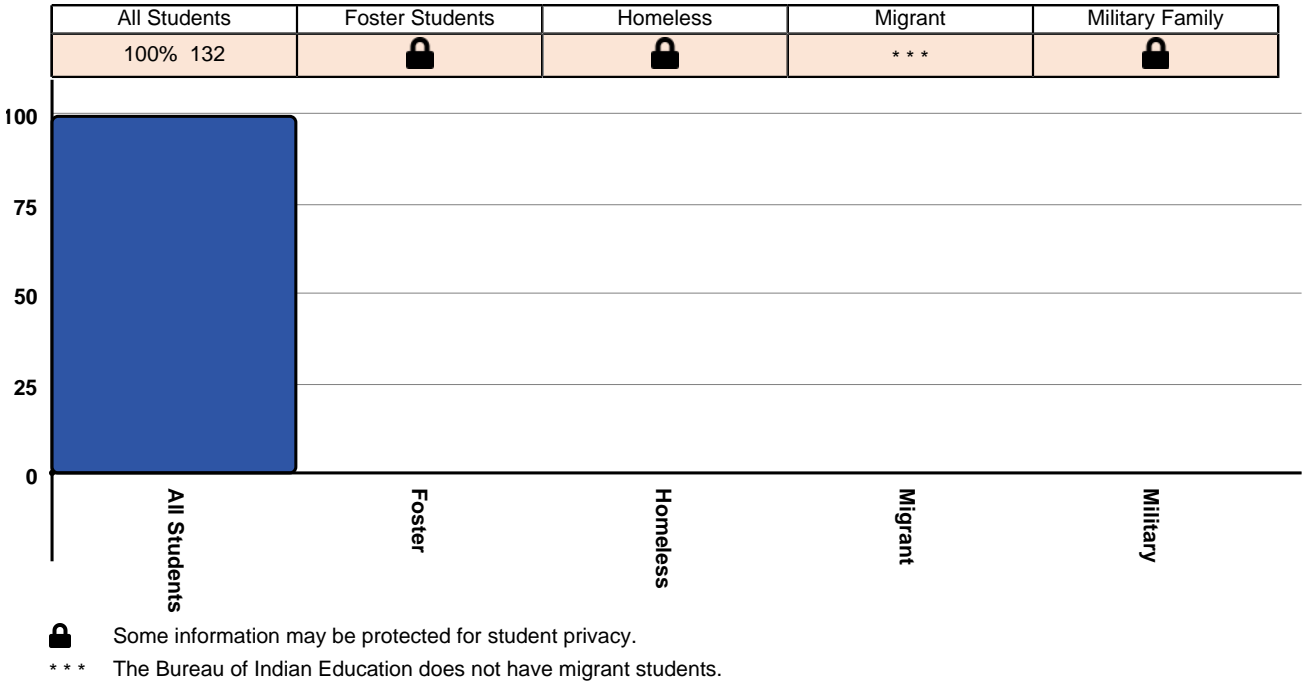 All Students Foster Students Homeless Migrant Military Family
100% 132 * * *
100
75
50
25
0
All Students
Foster
Homeless
Migrant
Military
Some information may be protected for student privacy.
* * * The Bureau of Indian Education does not have migrant students.